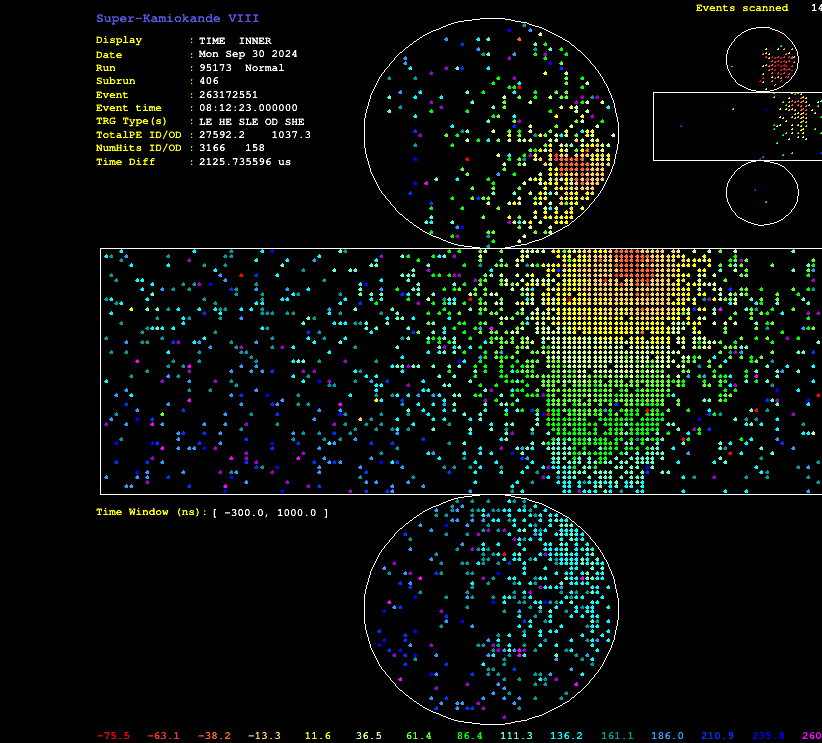 Super-Kamiokande VIII
Events scanned 14
Display : TIME INNER
Date : Mon Sep 30 2024
Run : 95173 Normal
Subrun : 406
Event : 263172551
Event time : 08:12:23.000000
TRG Type(s) : LE HE SLE OD SHE
TotalPE ID/OD : 27592.2 1037.3
NumHits ID/OD : 3166 158
Time Diff : 2125.735596 us
Time Window (ns): [ -300.0, 1000.0 ]
-75.5 -63.1 -38.2 -13.3 11.6 36.5 61.4 86.4 111.3 136.2 161.1 186.0 210.9 235.8 260